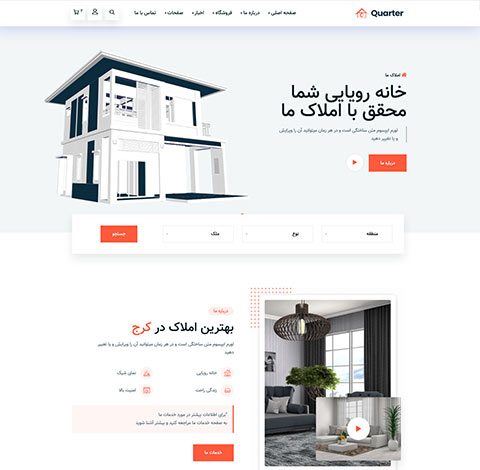 Quarter
صفحه اصلی
درباره ما
فروشگاه
اخبار
صفحات
تماس با ما
املاک ما
خانه رویایی شما
محقق با املاک ما
لورم ایپسوم متن ساختگی است و در هر زمان میتوانید آن را ویرایش
و یا تغییر دهید
درباره ما
منطقه
نوع
ملک
جستجو
درباره ما
بهترین املاک در کرج
لورم ایپسوم متن ساختگی است و در هر زمان میتوانید آن را ویرایش و یا تغییر
دهید
خانه رویایی
نمای شیک
زندگی راحت
امنیت بالا
"برای اطلاعات بیشتر در مورد خدمات ما
به صفحه خدمات ما مراجعه کنید و بیشتر آشنا شوید
خدمات ما